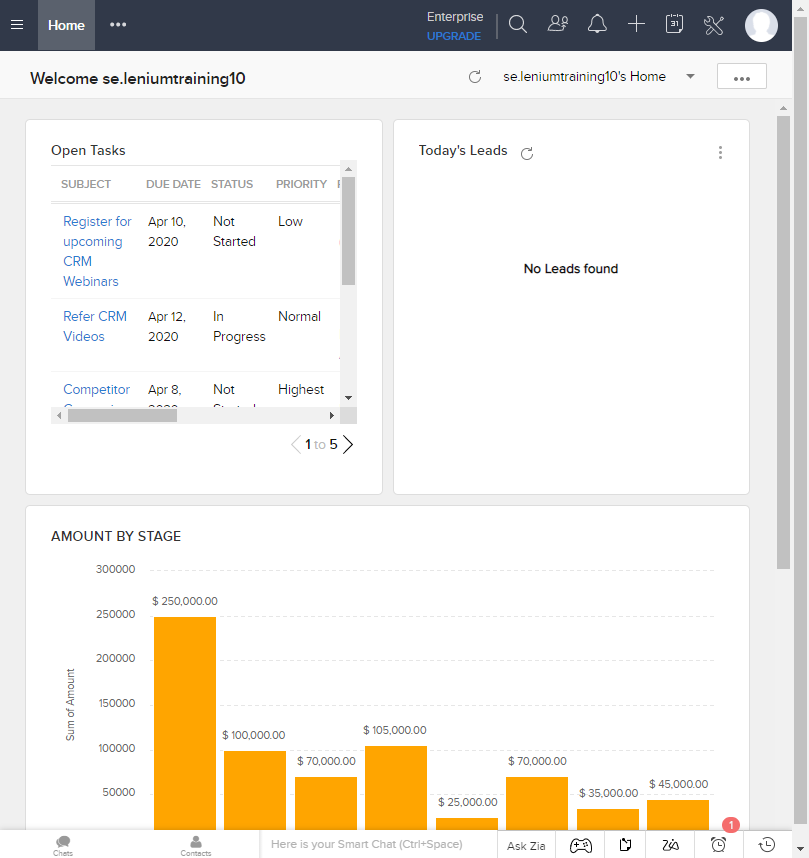 Home
Enterprise
UPGRADE
31
Welcome se.leniumtraining10
se.leniumtraining10's Home
Open Tasks
SUBJECT DUE DATE STATUS PRIORITY
Register for upcoming CRM Webinars
Apr 10, 2020
Not Started
Low
Refer CRM Videos
Apr 12, 2020
In Progress
Normal
Competitor
Apr 8,
Not
Highest
1 to 5
Today's Leads
No Leads found
AMOUNT BY STAGE
Sum of Amount
300000
250000
200000
150000
100000
50000
$ 250,000.00
$ 100,000.00
$ 70,000.00
$ 105,000.00
$ 25,000.00
$ 70,000.00
$ 35,000.00
$ 45,000.00
Chats
Contacts
Here is your Smart Chat (Ctrl+Space)
Ask Zia
1